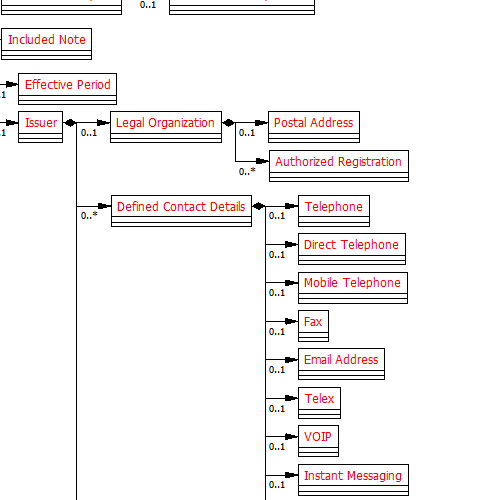 0..1
Included Note
Effective Period
.1
Issuer
Legal Organization
Postal Address
.1
0..1
0..1
Authorized Registration
0..*
Defined Contact Details
Telephone
0..*
0..1
Direct Telephone
0..1
Mobile Telephone
0..1
Fax
0..1
Email Address
0..1
Telex
0..1
VOIP
0..1
Instant Messaging
0..1